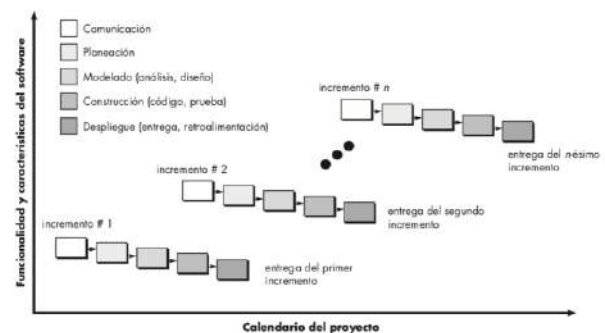 Funcionalidad y características del software
Comunicación
Planeación
Modelado (análisis, diseño)
Construcción (código, prueba)
Despliegue (entrega, retroalimentación)
incremento # n
entrega del n-ésimo
incremento
incremento # 2
entrega del segundo
incremento
incremento # 1
entrega del primer
incremento
Calendario del proyecto